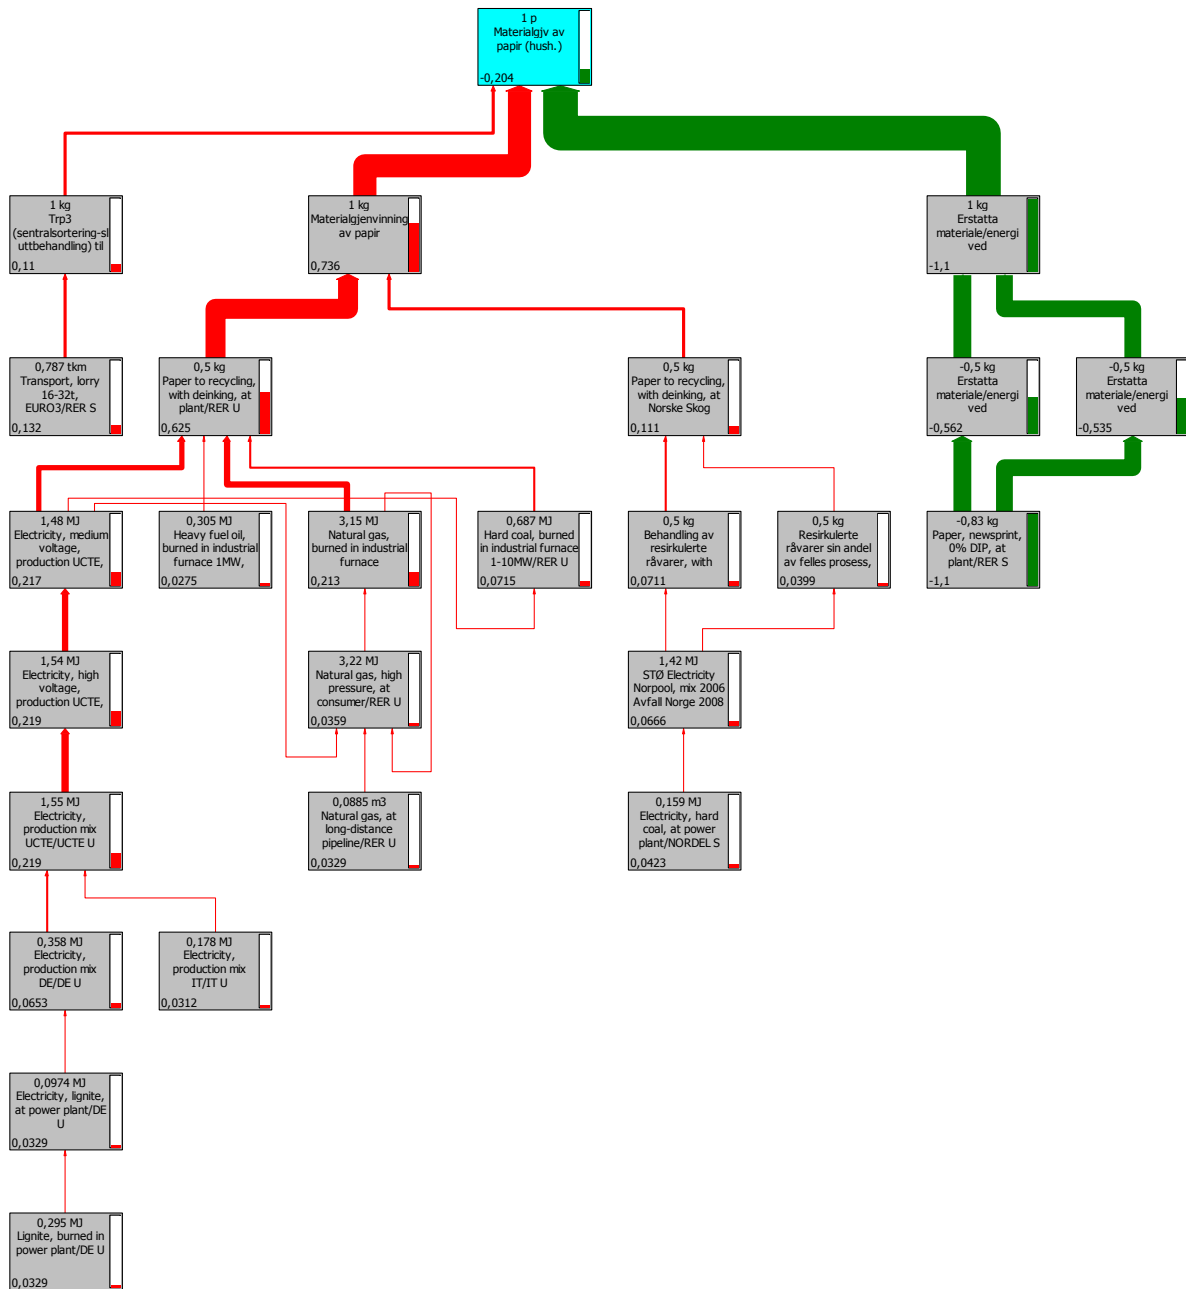 1 p
Materialgjv av
papir (hush.)
-0,204
1 kg
Trp3
(sentralsortering-sl
uttbehandling) til
0,11
1 kg
Materialgjenvinning
av papir
0,736
1 kg
Erstatta
materiale/energi
ved
-1,1
0,787 tkm
Transport, lorry
16-32t,
EURO3/RER S
0,132
0,5 kg
Paper to recycling,
with deinking, at
plant/RER U
0,625
0,5 kg
Paper to recycling,
with deinking, at
Norske Skog
0,111
-0,5 kg
Erstatta
materiale/energi
ved
-0,562
-0,5 kg
Erstatta
materiale/energi
ved
-0,535
1,48 MJ
Electricity, medium
voltage,
production UCTE,
0,217
0,305 MJ
Heavy fuel oil,
burned in industrial
furnace 1MW,
0,0275
3,15 MJ
Natural gas,
burned in industrial
furnace
0,213
0,687 MJ
Hard coal, burned
in industrial furnace
1-10MW/RER U
0,0715
0,5 kg
Behandling av
resirkulerte
råvarer, with
0,0711
0,5 kg
Resirkulerte
råvarer sin andel
av felles prosess,
0,0399
-0,83 kg
Paper, newsprint,
0% DIP, at
plant/RER S
-1,1
1,54 MJ
Electricity, high
voltage,
production UCTE,
0,219
3,22 MJ
Natural gas, high
pressure, at
consumer/RER U
0,0359
1,42 MJ
STØ Electricity
Norpool, mix 2006
Avfall Norge 2008
0,0666
1,55 MJ
Electricity,
production mix
UCTE/UCTE U
0,219
0,0885 m3
Natural gas, at
long-distance
pipeline/RER U
0,0329
0,159 MJ
Electricity, hard
coal, at power
plant/NORDEL S
0,0423
0,358 MJ
Electricity,
production mix
DE/DE U
0,0653
0,178 MJ
Electricity,
production mix
IT/IT U
0,0312
0,0974 MJ
Electricity, lignite,
at power plant/DE
U
0,0329
0,295 MJ
Lignite, burned in
power plant/DE U
0,0329